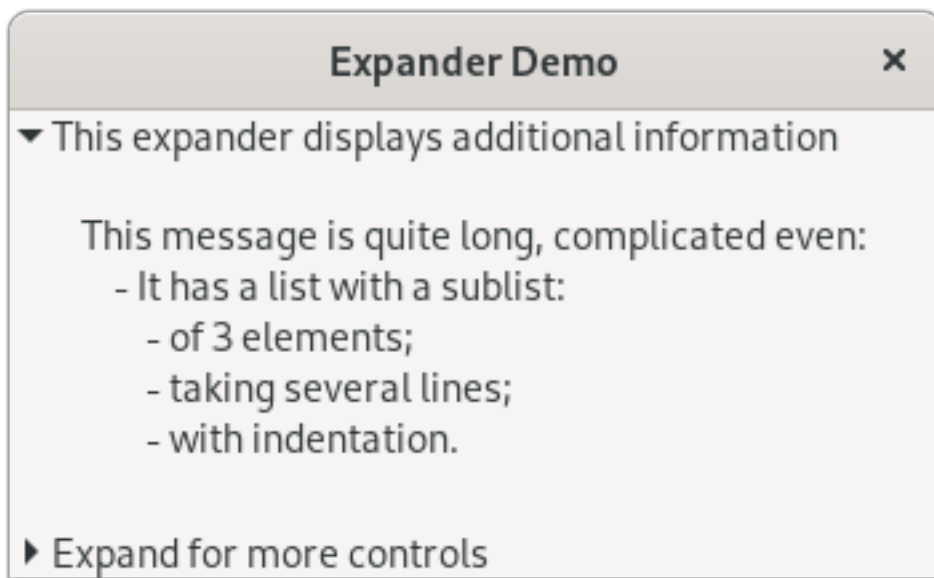 Expander Demo
This expander displays additional information
This message is quite long, complicated even:
- It has a list with a sublist:
- of 3 elements;
- taking several lines;
- with indentation.
Expand for more controls